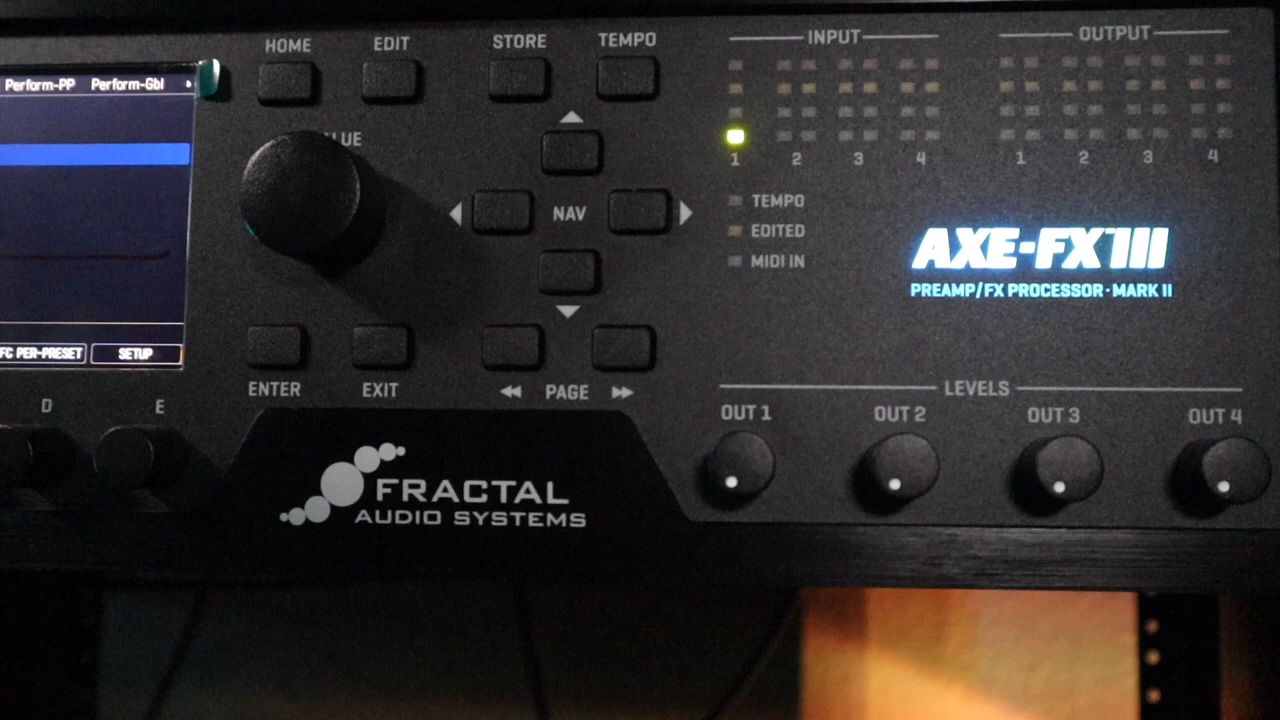 HOME EDIT STORE TEMPO
INPUT OUTPUT
Perform-PP Perform-Gbl
LUE
1 2 3 4 1 2 3 4
NAV
TEMPO
EDITED
MIDI IN
AXE-FX III
PREAMP/FX PROCESSOR · MARK II
FC PER-PRESET SETUP
ENTER EXIT PAGE
LEVELS
D E
OUT 1 OUT 2 OUT 3 OUT 4
FRACTAL
AUDIO SYSTEMS